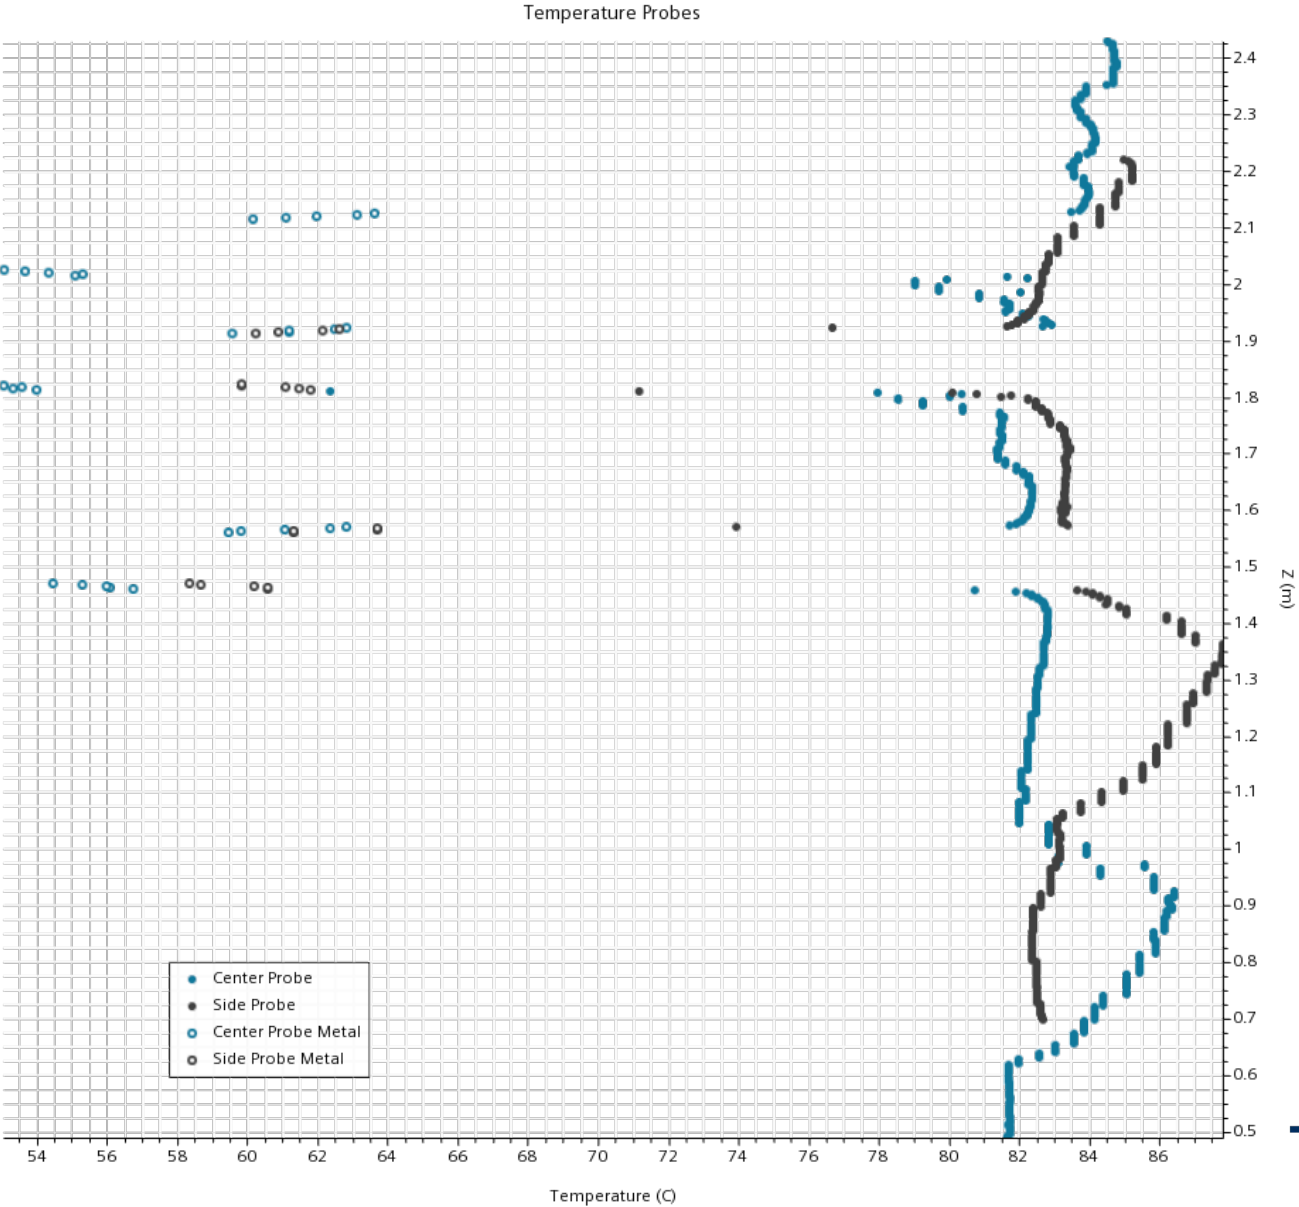 Temperature Probes
2.4
2.3
2.2
2.1
2
1.9
1.8
1.7
1.6
1.5
1.4
1.3
1.2
1.1
1
0.9
0.8
0.7
0.6
0.5
Z (m)
Center Probe
Side Probe
Center Probe Metal
Side Probe Metal
54 56 58 60 62 64 66 68 70 72 74 76 78 80 82 84 86
Temperature (C)